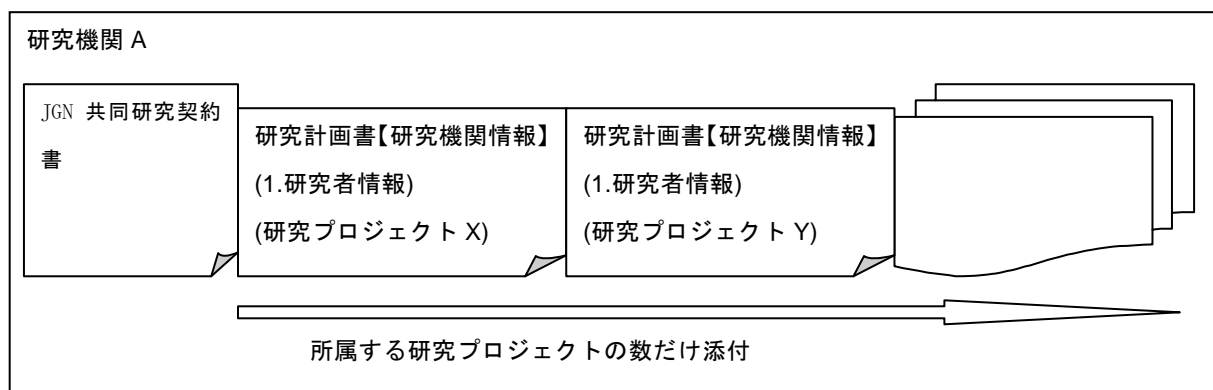 研究機関 A
JGN 共同研究契約
書
研究計画書【研究機関情報】
(1.研究者情報)
(研究プロジェクト X)
研究計画書【研究機関情報】
(1.研究者情報)
(研究プロジェクト Y)
所属する研究プロジェクトの数だけ添付